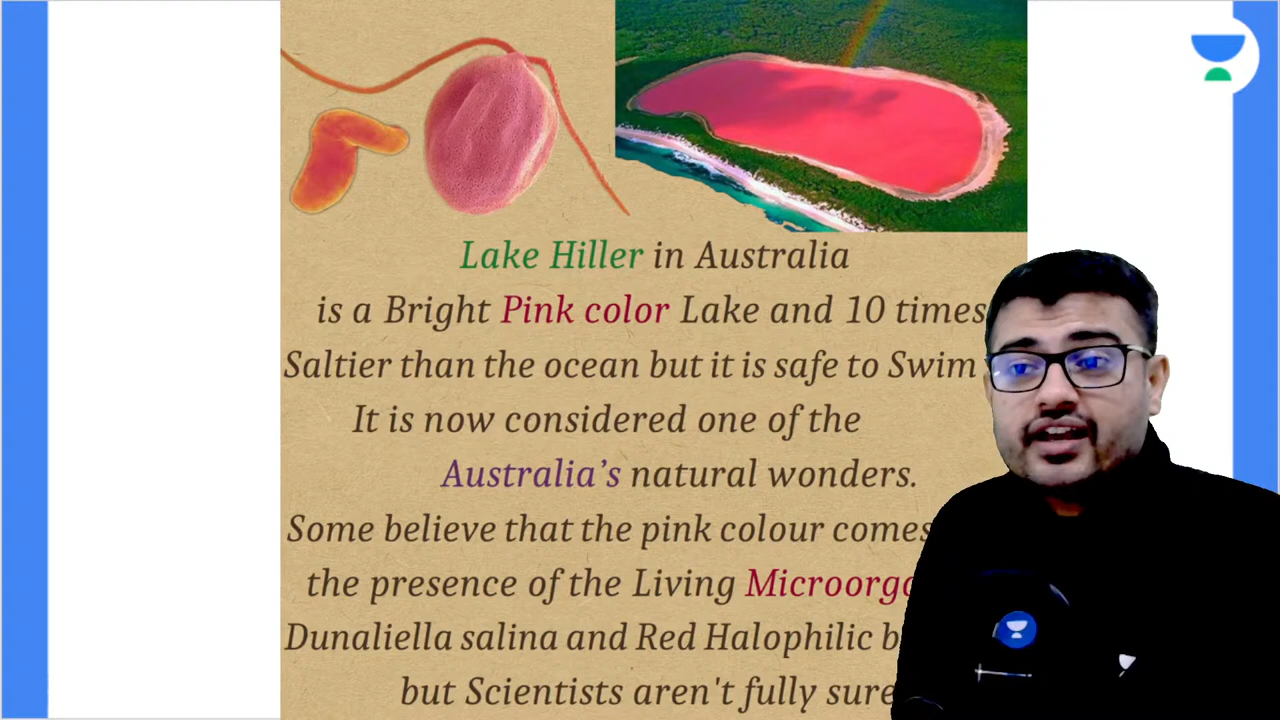 Lake Hiller in Australia
is a Bright Pink color Lake and 10 times
Saltier than the ocean but it is safe to Swim
It is now considered one of the
Australia’s natural wonders.
Some believe that the pink colour comes
the presence of the Living
Dunaliella salina and Red Halophilic
but Scientists aren't fully sure